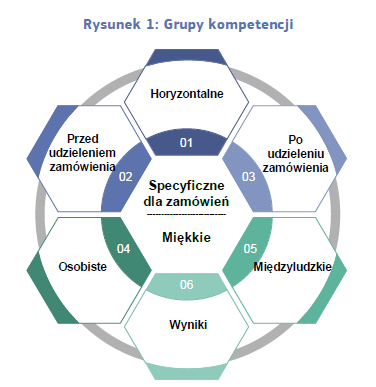 Rysunek 1: Grupy kompetencji
Horyzontalne
01
Przed
udzieleniem
zamówienia
02
Po
udzieleniu
zamówienia
03
Specyficzne
dla zamówień
Miękkie
04
Osobiste
05
Międzyludzkie
06
Wyniki